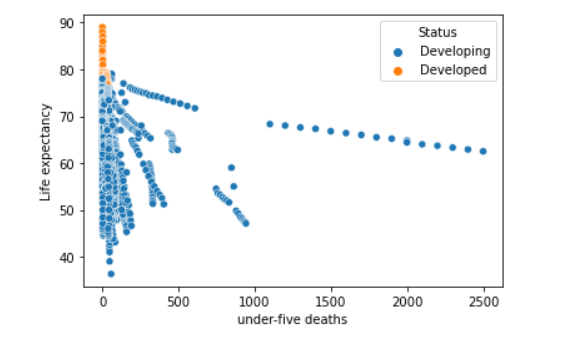 Status
Developing
Developed
90
80
70
60
50
40
Life expectancy
0 500 1000 1500 2000 2500
under-five deaths